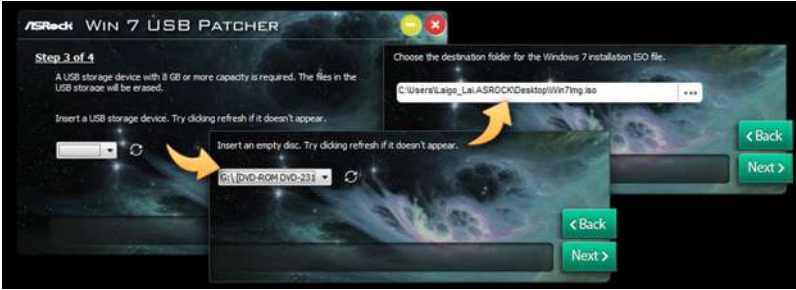 ASRock WIN 7 USB PATCHER
Step 3 of 4
A USB storage device with 8 GB or more capacity is required. The files in the
USB storage will be erased.
Insert a USB storage device. Try clicking refresh if it doesn't appear.
Insert an empty disc. Try clicking refresh if it doesn't appear.
G:\ [DVD-ROM DVD-231
< Back
Next >
Choose the destination folder for the Windows 7 installation ISO file.
C:\Users\Laigo_Lai.ASROCK\Desktop\Win7Img.iso
...
< Back
Next >